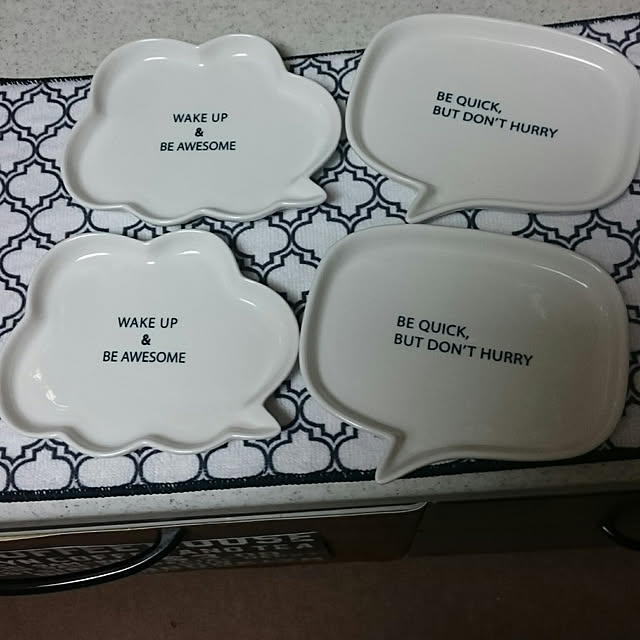 WAKE UP
&
BE AWESOME
BE QUICK,
BUT DON'T HURRY
WAKE UP
&
BE AWESOME
BE QUICK,
BUT DON'T HURRY